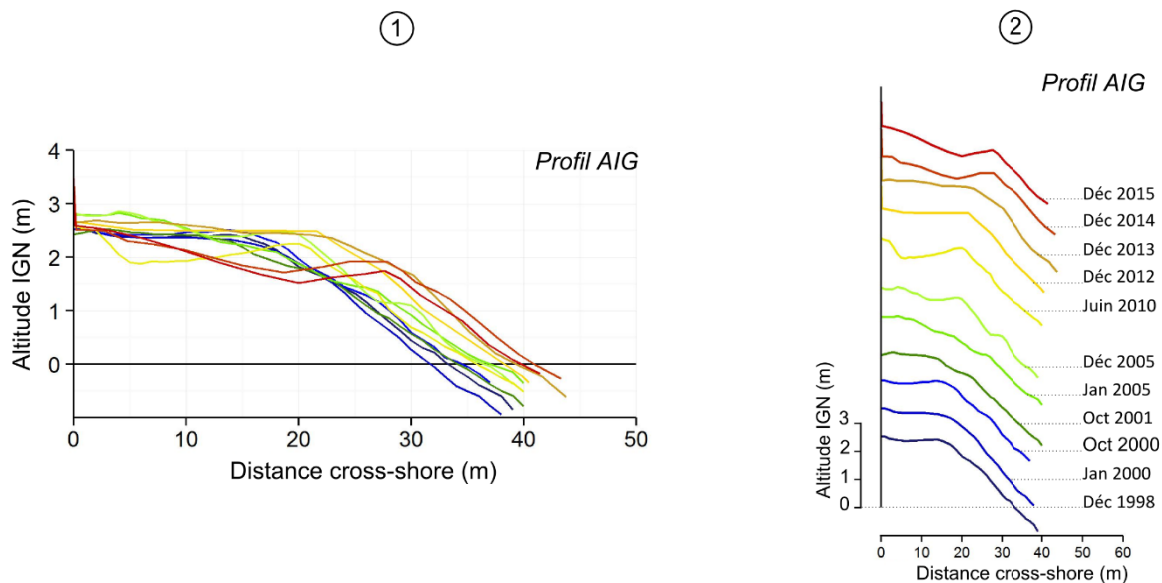 1
2
Profil AIG
Altitude IGN (m)
4
3
2
1
0
0
10
20
30
40
50
Distance cross-shore (m)
Profil AIG
Déc 2015
Déc 2014
Déc 2013
Déc 2012
Juin 2010
Déc 2005
Jan 2005
Oct 2001
Oct 2000
Jan 2000
Déc 1998
Altitude IGN (m)
3
2
1
0
0
10
20
30
40
50
60
Distance cross-shore (m)